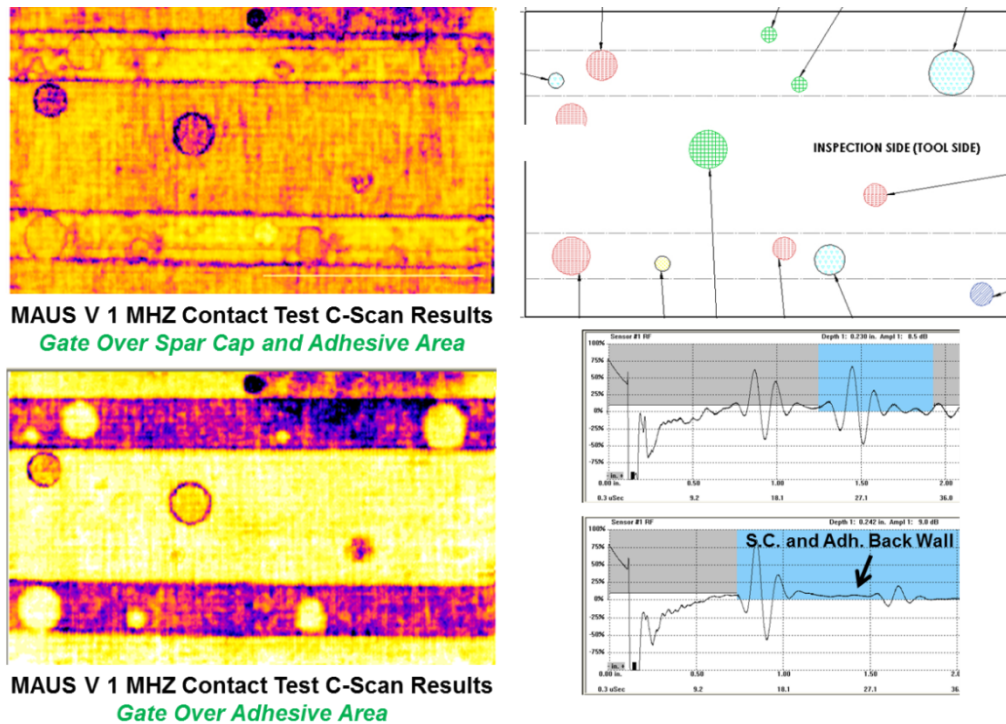 MAUS V 1 MHZ Contact Test C-Scan Results
Gate Over Spar Cap and Adhesive Area
MAUS V 1 MHZ Contact Test C-Scan Results
Gate Over Adhesive Area
INSPECTION SIDE (TOOL SIDE)
Sensor #1 RF Depth 1: 0.230 in. Ampl 1: 8.5 dB
100%
75%
50%
25%
0%
-25%
-50%
-75%
0.00 in. 0.50 1.00 1.50 2.00
0.3 uSec 9.2 18.1 27.1 36.0
Sensor #1 RF Depth 1: 0.242 in. Ampl 1: 9.0 dB
100%
S.C. and Adh. Back Wall
75%
50%
25%
0%
-25%
-50%
-75%
0.00 in. 0.50 1.00 1.50 2.0
0.3 uSec 9.2 18.1 27.1 36.0